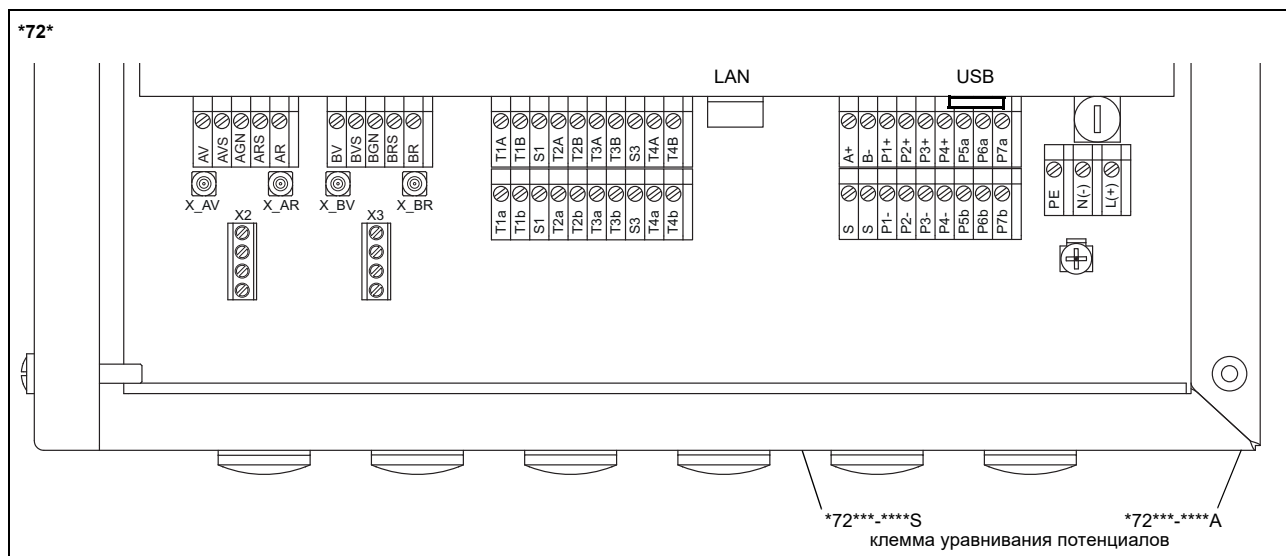 *72*
LAN USB
AV AVS AGN ARS AR BV BVS BGN BRS BR T1A T1B S1 T2A T2B T3A T3B S3 T4A T4B A+ B- P1+ P2+ P3+ P4+ P5a P6a P7a
PE N(-) L(+)
X_AV X_AR X_BV X_BR
X2 X3
T1a T1b S1 T2a T2b T3a T3b S3 T4a T4b S S P1- P2- P3- P4- P5b P6b P7b
*72***-****S *72***-****A
клемма уравнивания потенциалов